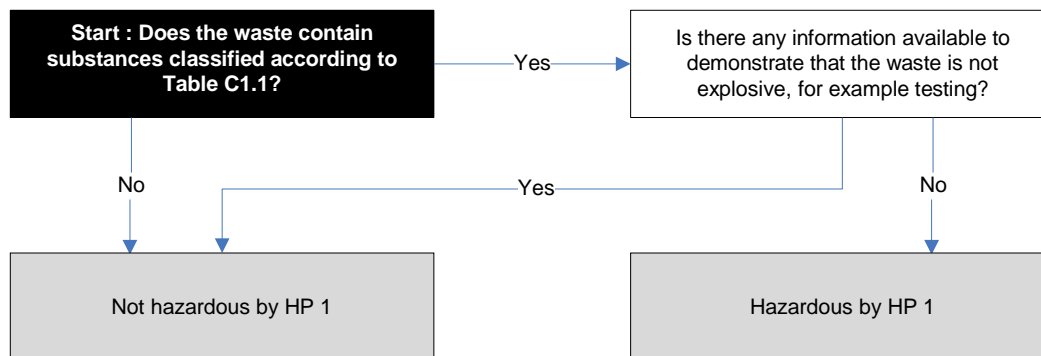 Start : Does the waste contain
substances classified according to
Table C1.1?
Yes
Is there any information available to
demonstrate that the waste is not
explosive, for example testing?
No
Yes
No
Not hazardous by HP 1
Hazardous by HP 1